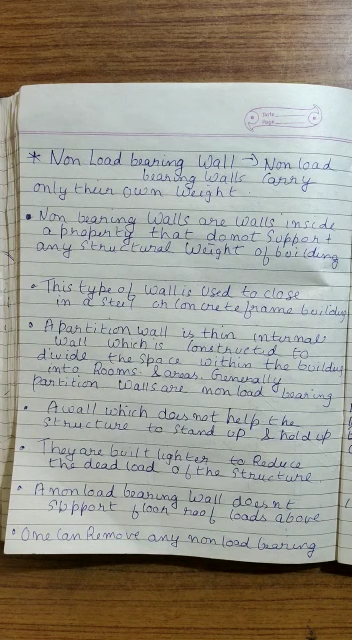 Date
Page
* Non Load bearing Wall → Non load
bearing Walls Carry
only their Own Weight.
• Non bearing Walls are Walls inside
a property that donot Support
any Structural Weight of building
• This type of Wall is Used to close
in a Steel or Concrete frame building
• A partition wall is thin internal
Wall which is Constructed to
divide the Space Within the building
into Rooms & areas. Generally
partition Walls are non load bearing
• A wall which does not help the
Structure to Stand up & hold up
• They are built lighter to Reduce
the dead load of the Structure.
• A non load bearing Wall doesnt
Support floor roof loads above
• One Can Remove any non load bearing